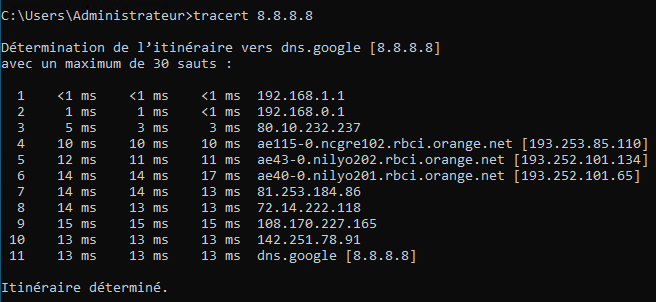 C:\Users\Administrateur>tracert 8.8.8.8
Détermination de l’itinéraire vers dns.google [8.8.8.8]
avec un maximum de 30 sauts :
1 <1 ms <1 ms <1 ms 192.168.1.1
2 1 ms 1 ms <1 ms 192.168.0.1
3 5 ms 3 ms 3 ms 80.10.232.237
4 10 ms 10 ms 10 ms ae115-0.ncgre102.rbci.orange.net [193.253.85.110]
5 12 ms 11 ms 11 ms ae43-0.nilyo202.rbci.orange.net [193.252.101.134]
6 14 ms 14 ms 17 ms ae40-0.nilyo201.rbci.orange.net [193.252.101.65]
7 14 ms 14 ms 13 ms 81.253.184.86
8 14 ms 13 ms 13 ms 72.14.222.118
9 15 ms 15 ms 15 ms 108.170.227.165
10 13 ms 13 ms 13 ms 142.251.78.91
11 13 ms 13 ms 13 ms dns.google [8.8.8.8]
Itinéraire déterminé.